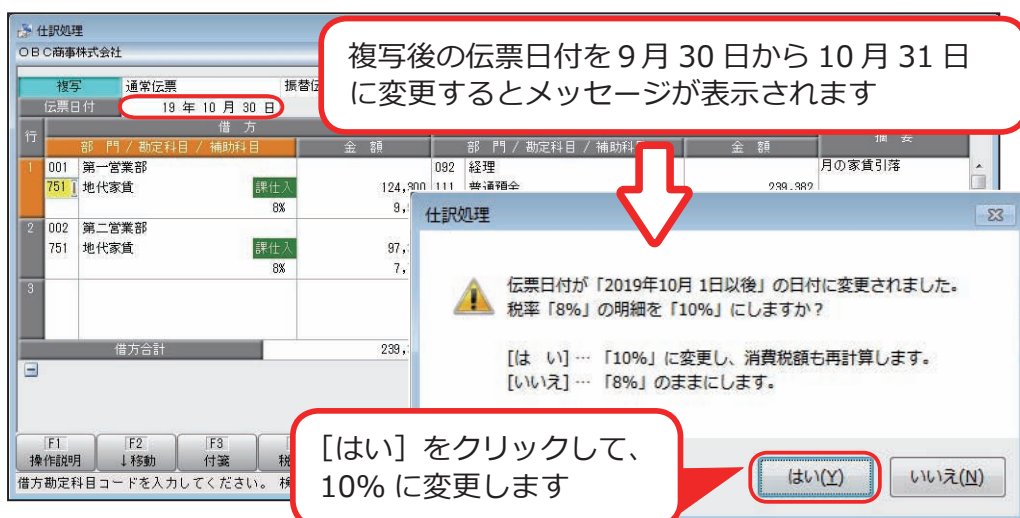 仕訳処理
OBC商事株式会社
複写後の伝票日付を9月30日から10月31日
に変更するとメッセージが表示されます
複写 通常伝票
伝票日付 19年10月30日
行 借方
部 門 / 勘定科目 / 補助科目 金 額 部 門 / 勘定科目 金 額 摘 要
1 001 第一営業部 092 経理 月の家賃引落
751 地代家賃 課仕入 124,300 111 普通預金 239,382
8% 9,
2 002 第二営業部
751 地代家賃 課仕入 97,
8% 7,
3
借方合計 239,
仕訳処理
伝票日付が「2019年10月 1日以後」の日付に変更されました。
税率「8%」の明細を「10%」にしますか？
[は い]… 「10%」に変更し、消費税額も再計算します。
[いいえ]… 「8%」のままにします。
はい(Y) いいえ(N)
[はい]をクリックして、
10% に変更します
F1 F2 F3
操作説明 ↓移動 付箋
借方勘定科目コードを入力してください。